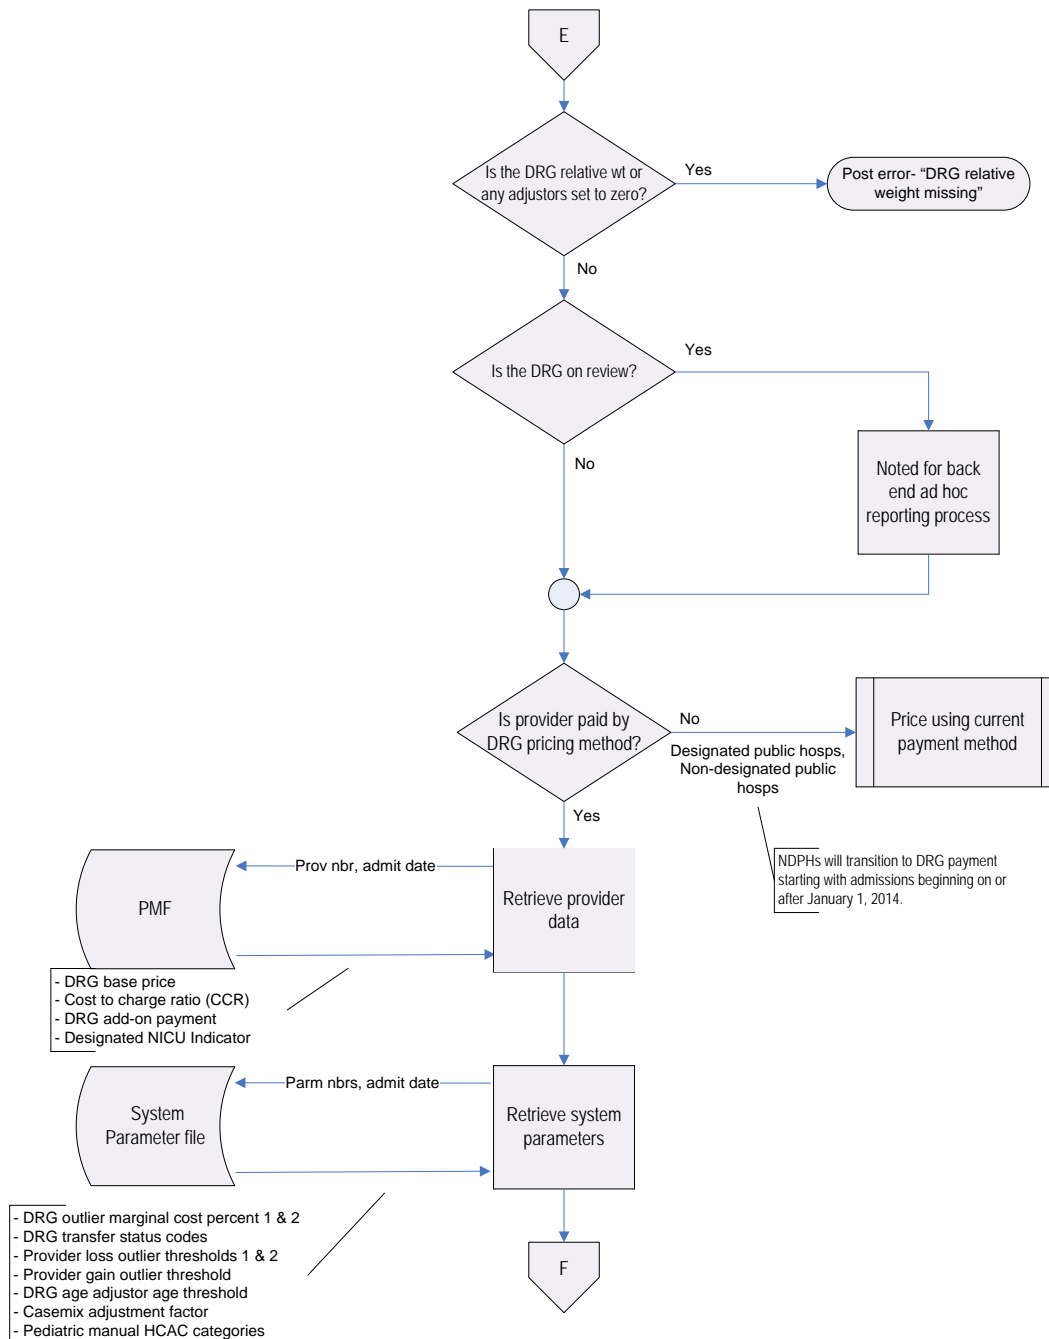 E
Is the DRG relative wt or
any adjustors set to zero?
Yes
Post error- “DRG relative
weight missing”
No
Is the DRG on review?
Yes
No
Noted for back
end ad hoc
reporting process
Is provider paid by
DRG pricing method?
No
Designated public hosps,
Non-designated public
hosps
Price using current
payment method
Yes
NDPHs will transition to DRG payment
starting with admissions beginning on or
after January 1, 2014.
Prov nbr, admit date
PMF
Retrieve provider
data
- DRG base price
- Cost to charge ratio (CCR)
- DRG add-on payment
- Designated NICU Indicator
Parm nbrs, admit date
System
Parameter file
Retrieve system
parameters
- DRG outlier marginal cost percent 1 & 2
- DRG transfer status codes
- Provider loss outlier thresholds 1 & 2
- Provider gain outlier threshold
- DRG age adjustor age threshold
- Casemix adjustment factor
- Pediatric manual HCAC categories
F